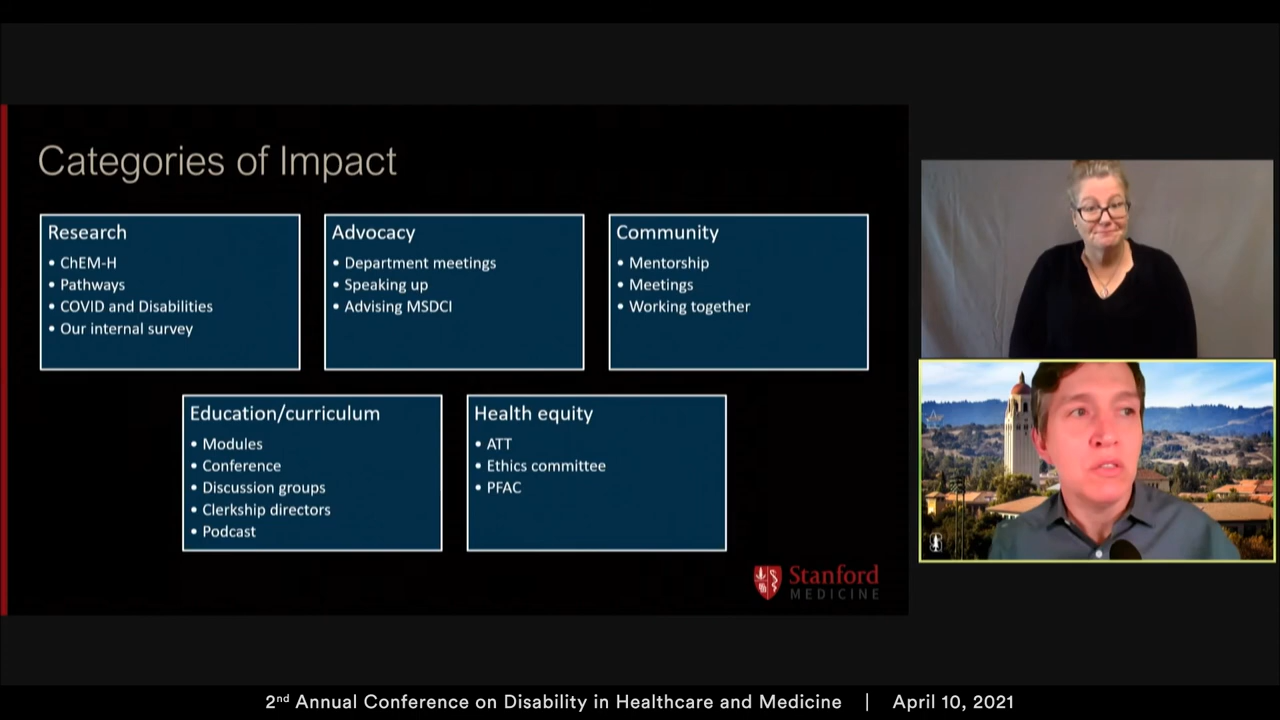 Categories of Impact
Research
• ChEM-H
• Pathways
• COVID and Disabilities
• Our internal survey
Advocacy
• Department meetings
• Speaking up
• Advising MSDCI
Community
• Mentorship
• Meetings
• Working together
Education/curriculum
• Modules
• Conference
• Discussion groups
• Clerkship directors
• Podcast
Health equity
• ATT
• Ethics committee
• PFAC
Stanford
MEDICINE
2nd Annual Conference on Disability in Healthcare and Medicine | April 10, 2021